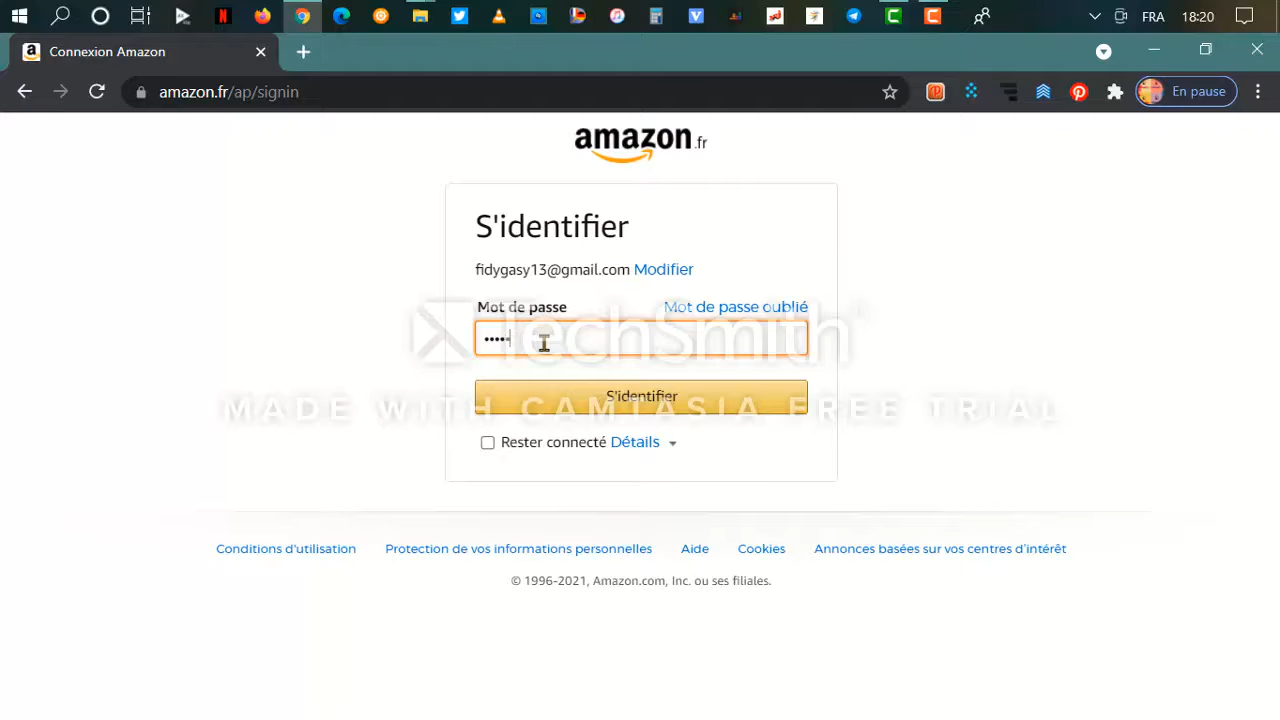 FRA 18:20
Connexion Amazon
amazon.fr/ap/signin
En pause
amazon.fr
S'identifier
fidygasy13@gmail.com Modifier
Mot de passe Mot de passe oublié
TechSmith
S'identifier
MADE WITH CAMTASIA FREE TRIAL
Rester connecté Détails
Conditions d'utilisation Protection de vos informations personnelles Aide Cookies Annonces basées sur vos centres d'intérêt
© 1996-2021, Amazon.com, Inc. ou ses filiales.